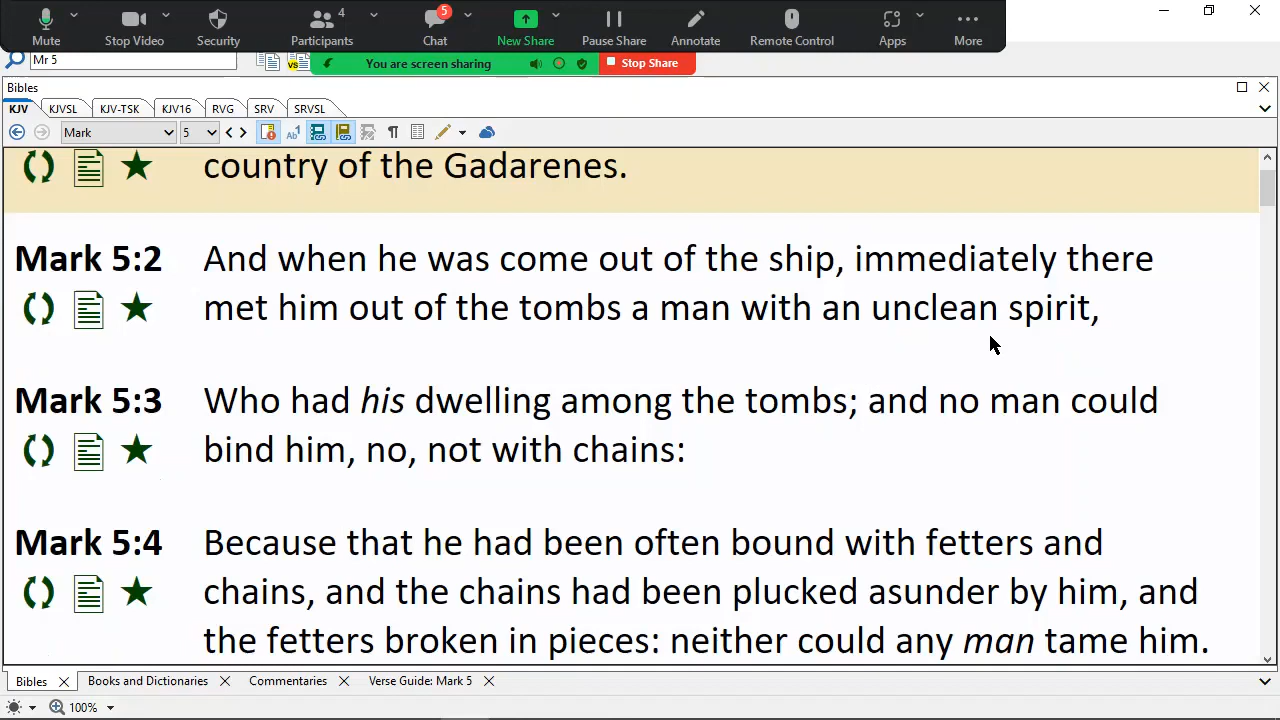 Mute
Stop Video
Security
4
Participants
5
Chat
New Share
Pause Share
Annotate
Remote Control
Apps
More
Mr 5
VS
You are screen sharing
Stop Share
Bibles
KJV KJVSL KJV-TSK KJV16 RVG SRV SRVSL
Mark 5
country of the Gadarenes.
Mark 5:2 And when he was come out of the ship, immediately there
met him out of the tombs a man with an unclean spirit,
Mark 5:3 Who had his dwelling among the tombs; and no man could
bind him, no, not with chains:
Mark 5:4 Because that he had been often bound with fetters and
chains, and the chains had been plucked asunder by him, and
the fetters broken in pieces: neither could any man tame him.
Bibles Books and Dictionaries Commentaries Verse Guide: Mark 5
100%